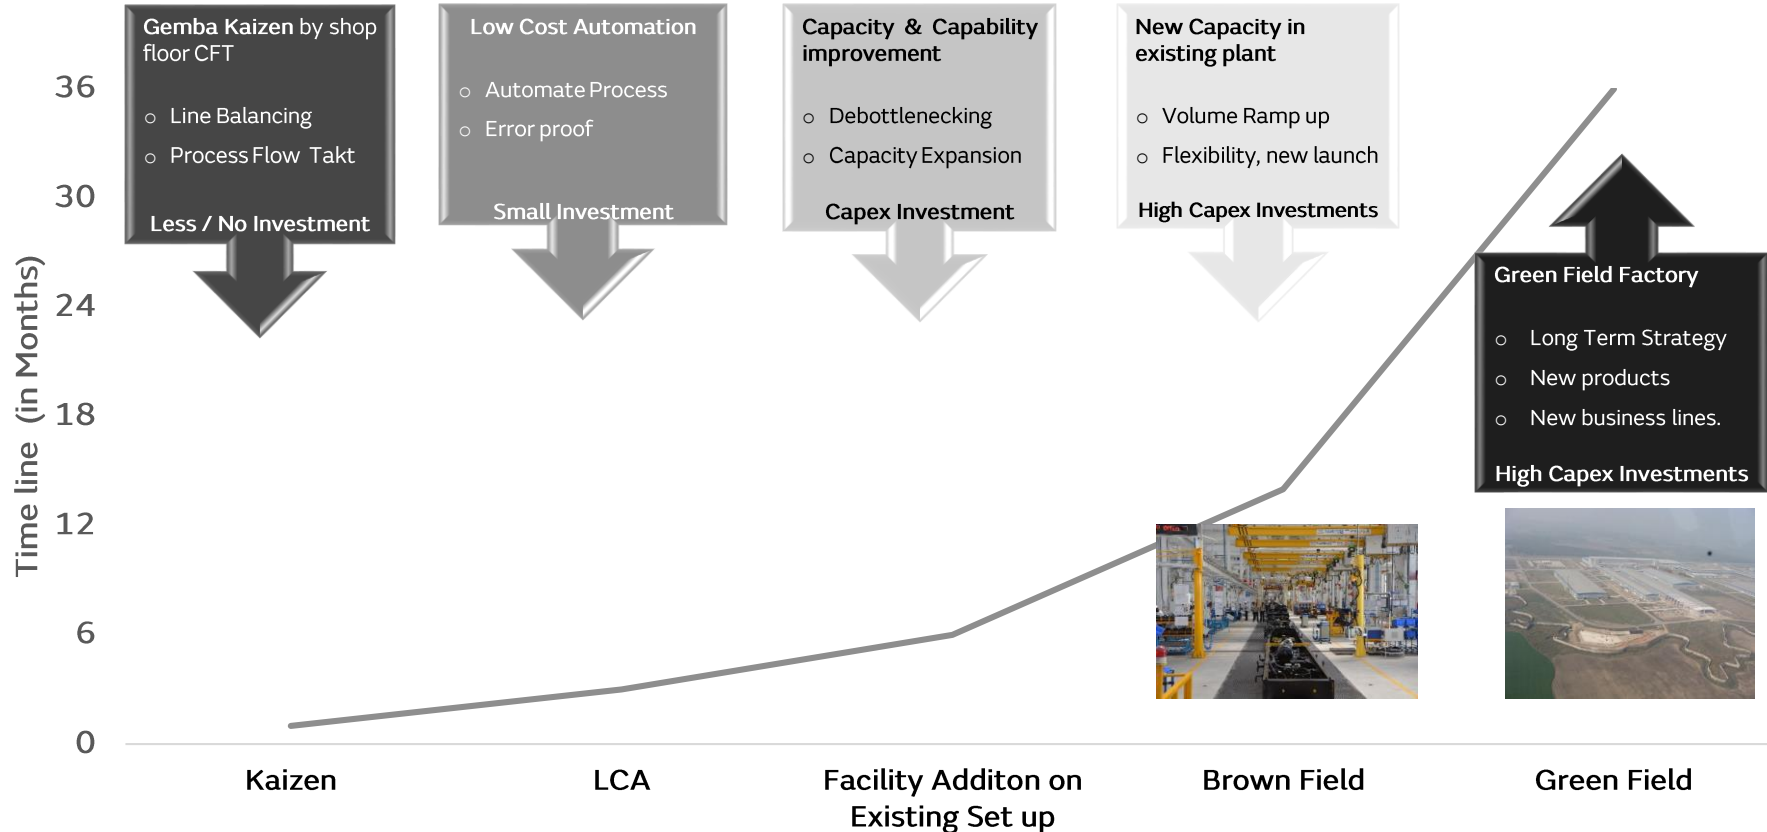 Gemba Kaizen by shop
floor CFT
o Line Balancing
o Process Flow Takt
Less / No Investment
Low Cost Automation
o Automate Process
o Error proof
Small Investment
Capacity & Capability
improvement
o Debottlenecking
o Capacity Expansion
Capex Investment
New Capacity in
existing plant
o Volume Ramp up
o Flexibility, new launch
High Capex Investments
Green Field Factory
o Long Term Strategy
o New products
o New business lines.
High Capex Investments
Time line (in Months)
36
30
24
18
12
6
0
Kaizen
LCA
Facility Additon on
Existing Set up
Brown Field
Green Field